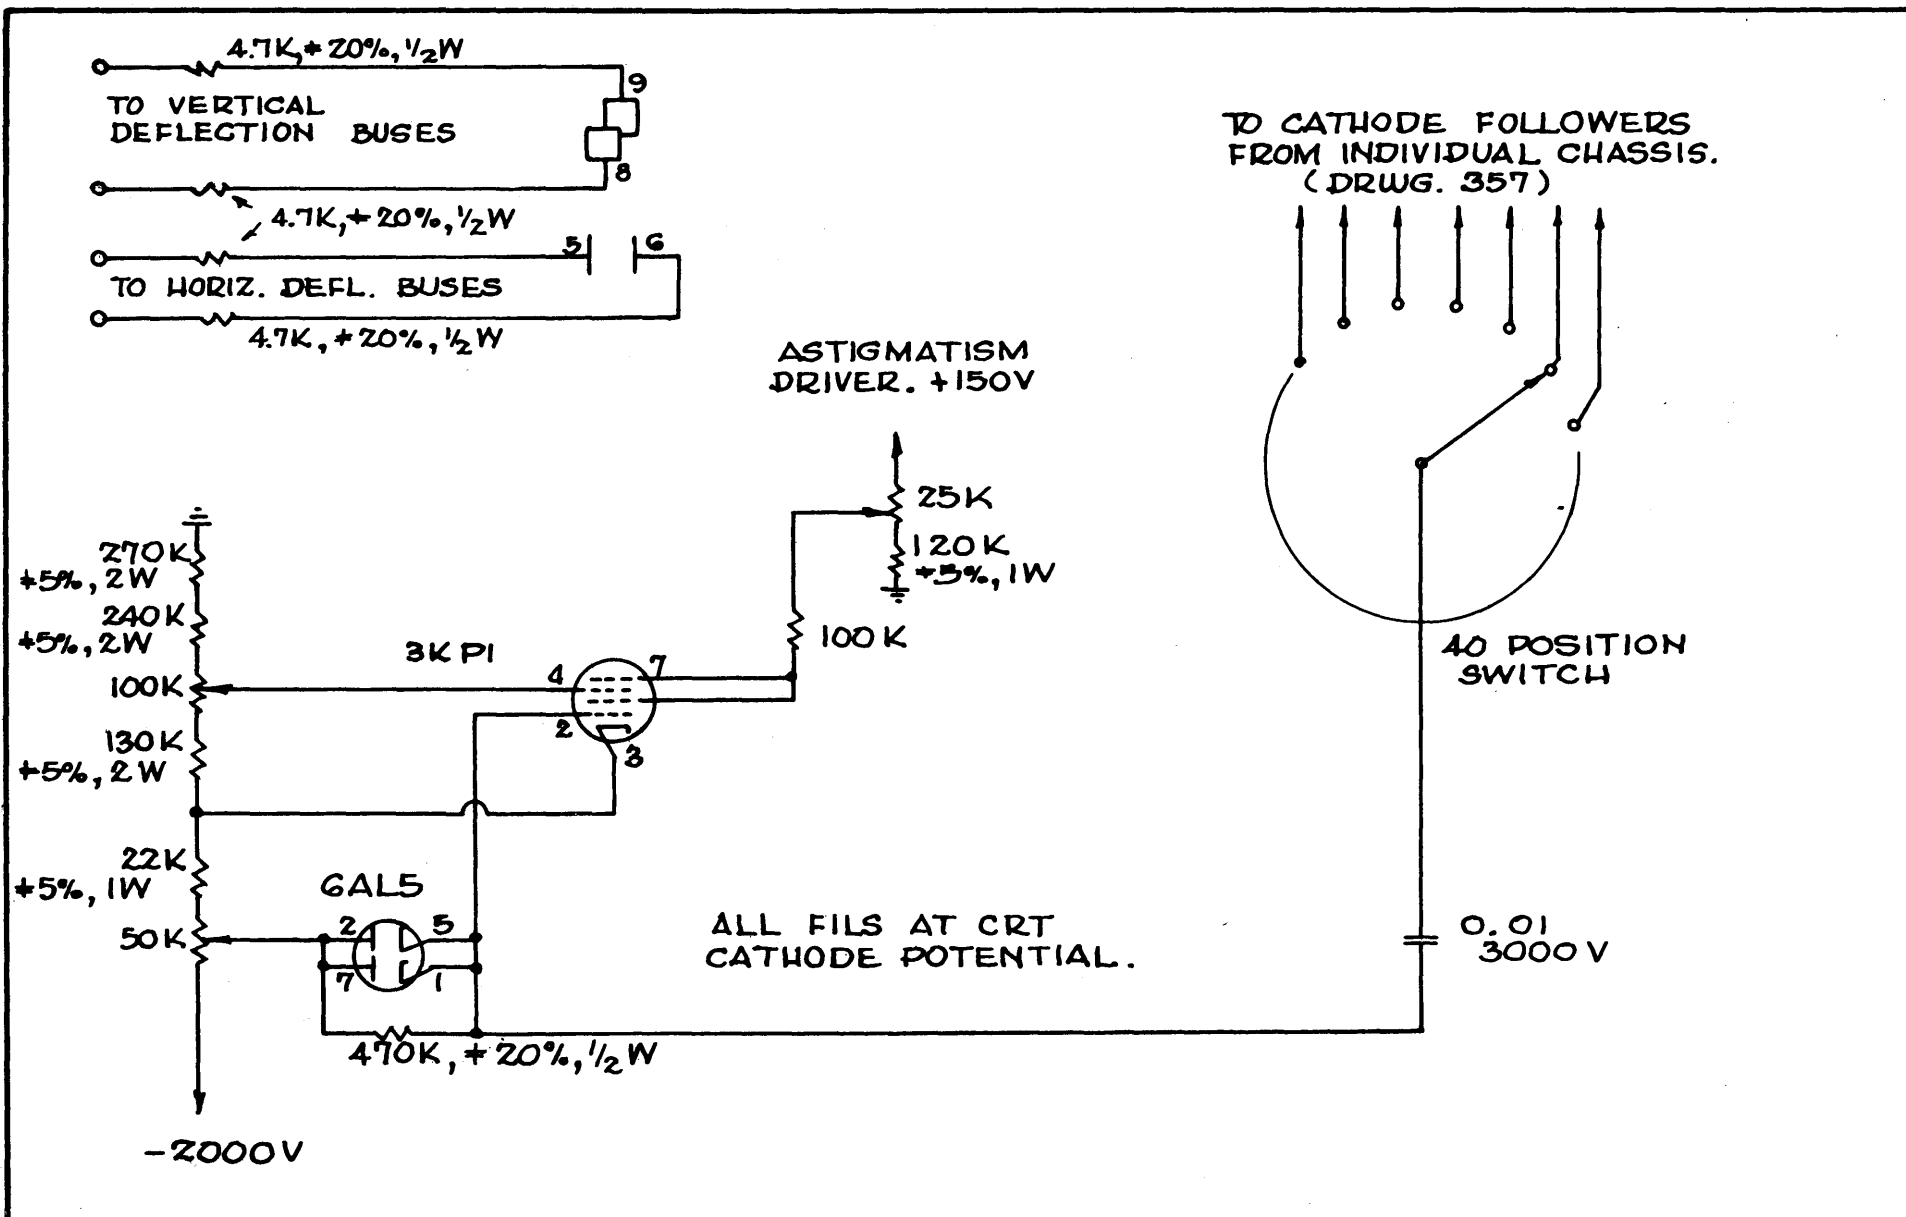 4.7K, ± 20%, 1/2 W
9
TO VERTICAL
DEFLECTION BUSES
8
4.7K, ± 20%, 1/2 W
5
6
TO HORIZ. DEFL. BUSES
4.7K, ± 20%, 1/2 W
TO CATHODE FOLLOWERS
FROM INDIVIDUAL CHASSIS.
(DRWG. 357)
ASTIGMATISM
DRIVER. +150V
25K
120K
±5%, 1W
100K
270K
±5%, 2W
240K
±5%, 2W
100K
130K
±5%, 2W
22K
±5%, 1W
50K
-2000V
3KP1
4
7
2
3
6AL5
2
5
7
1
470K, ± 20%, 1/2 W
ALL FILS AT CRT
CATHODE POTENTIAL.
40 POSITION
SWITCH
0.01
3000V